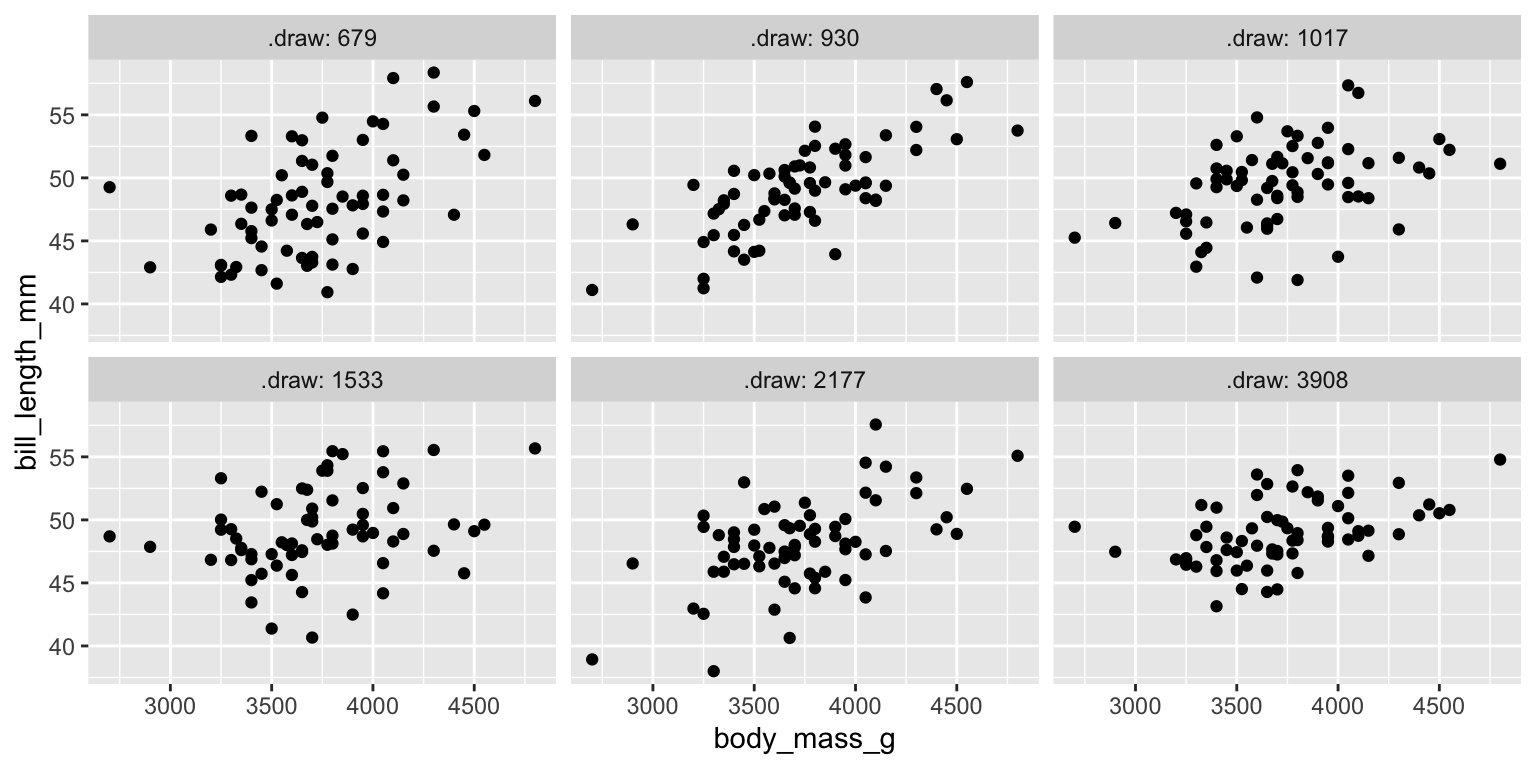 .draw: 679
.draw: 930
.draw: 1017
55
50
45
40
.draw: 1533
.draw: 2177
.draw: 3908
55
50
45
40
bill_length_mm
3000 3500 4000 4500
3000 3500 4000 4500
3000 3500 4000 4500
body_mass_g